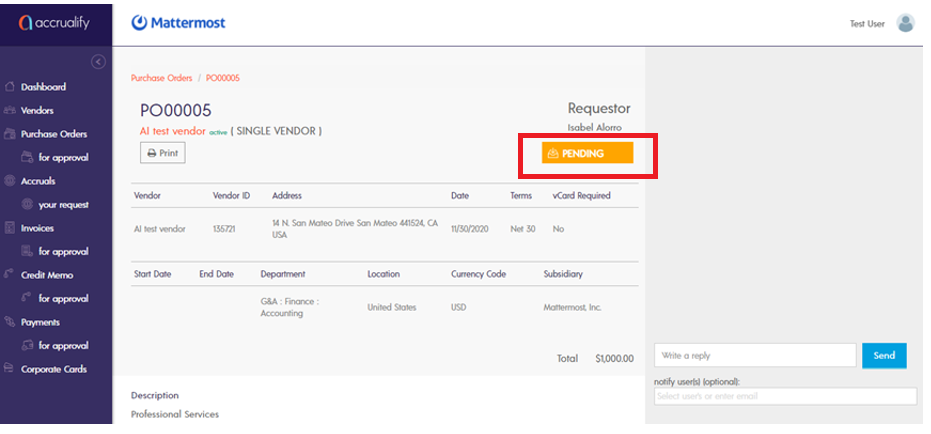 accrualify
Mattermost
Test User
Dashboard
Vendors
Purchase Orders
for approval
Accruals
your request
Invoices
for approval
Credit Memo
for approval
Payments
for approval
Corporate Cards
Purchase Orders / PO00005
PO00005
AI test vendor active ( SINGLE VENDOR )
Print
Requestor
Isabel Alorro
PENDING
Vendor Vendor ID Address Date Terms vCard Required
AI test vendor 135721 14 N. San Mateo Drive San Mateo 441524, CA 11/30/2020 Net 30 No
USA
Start Date End Date Department Location Currency Code Subsidiary
G&A : Finance : United States USD Mattermost, Inc.
Accounting
Total $1,000.00
Description
Professional Services
Write a reply
Send
notify user(s) (optional):
Select user's or enter email